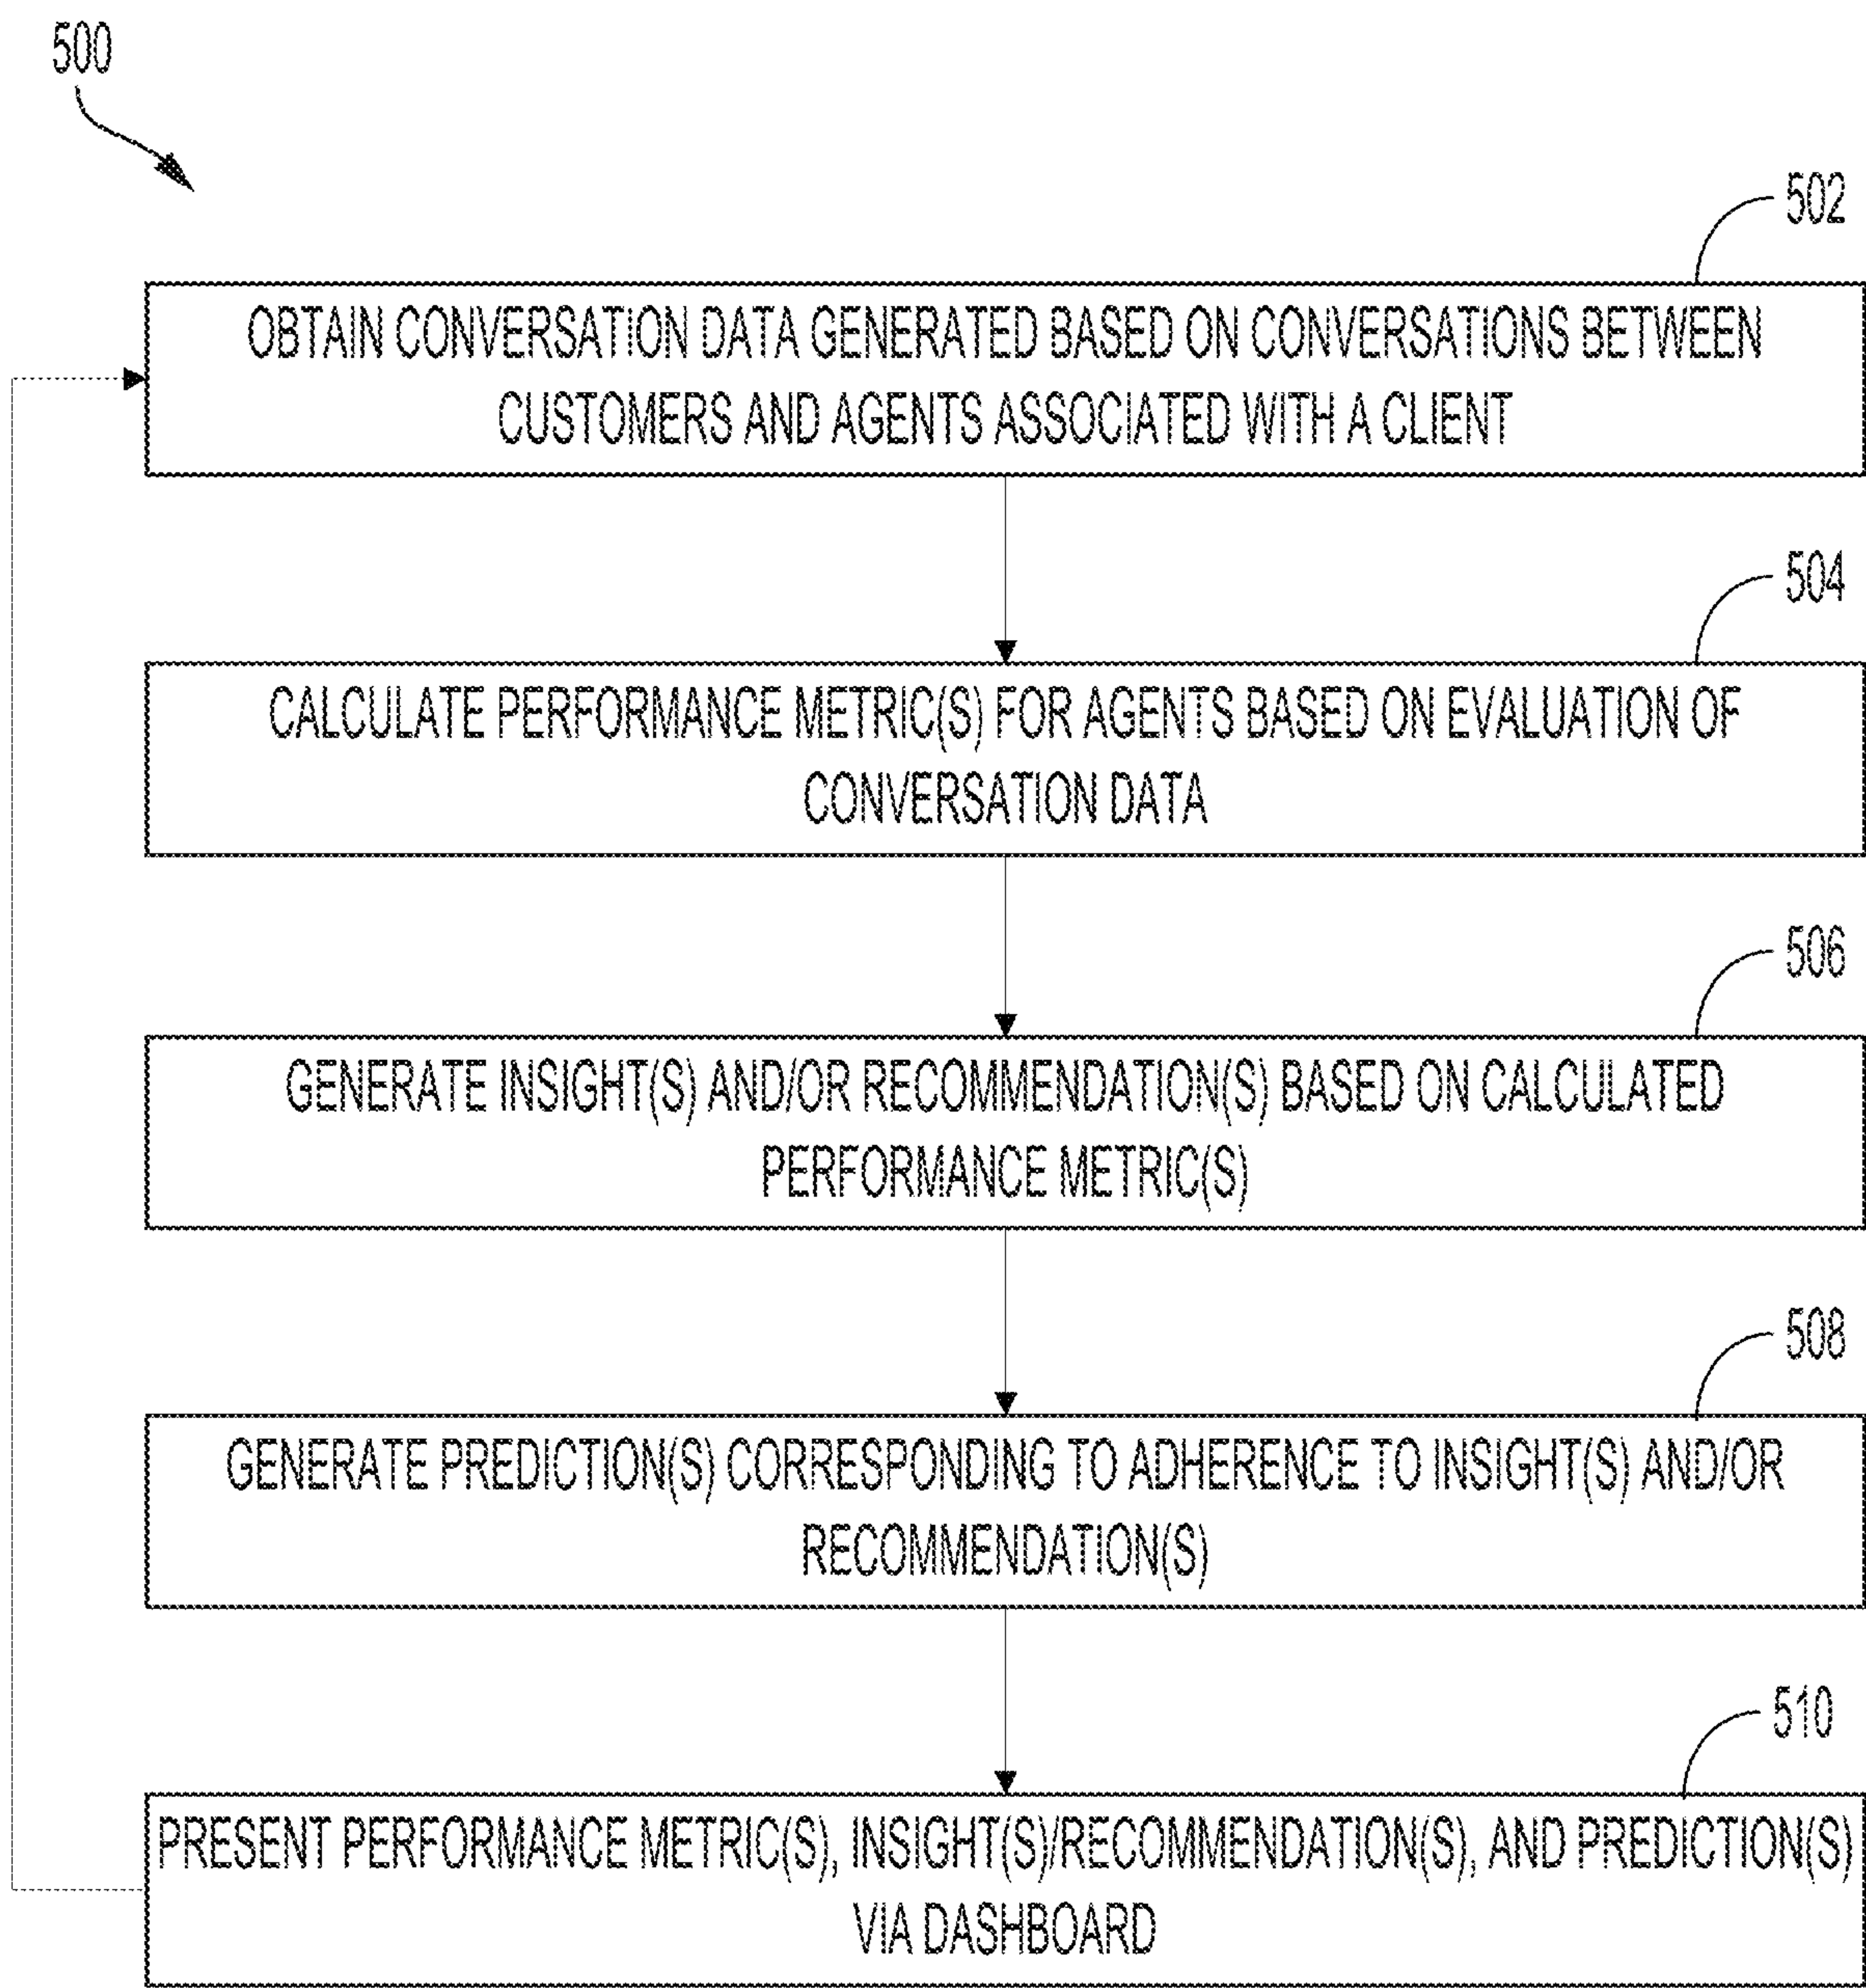 500
502
OBTAIN CONVERSATION DATA GENERATED BASED ON CONVERSATIONS BETWEEN
CUSTOMERS AND AGENTS ASSOCIATED WITH A CLIENT
504
CALCULATE PERFORMANCE METRIC(S) FOR AGENTS BASED ON EVALUATION OF
CONVERSATION DATA
506
GENERATE INSIGHT(S) AND/OR RECOMMENDATION(S) BASED ON CALCULATED
PERFORMANCE METRIC(S)
508
GENERATE PREDICTION(S) CORRESPONDING TO ADHERENCE TO INSIGHT(S) AND/OR
RECOMMENDATION(S)
510
PRESENT PERFORMANCE METRIC(S), INSIGHT(S)/RECOMMENDATION(S), AND PREDICTION(S)
VIA DASHBOARD